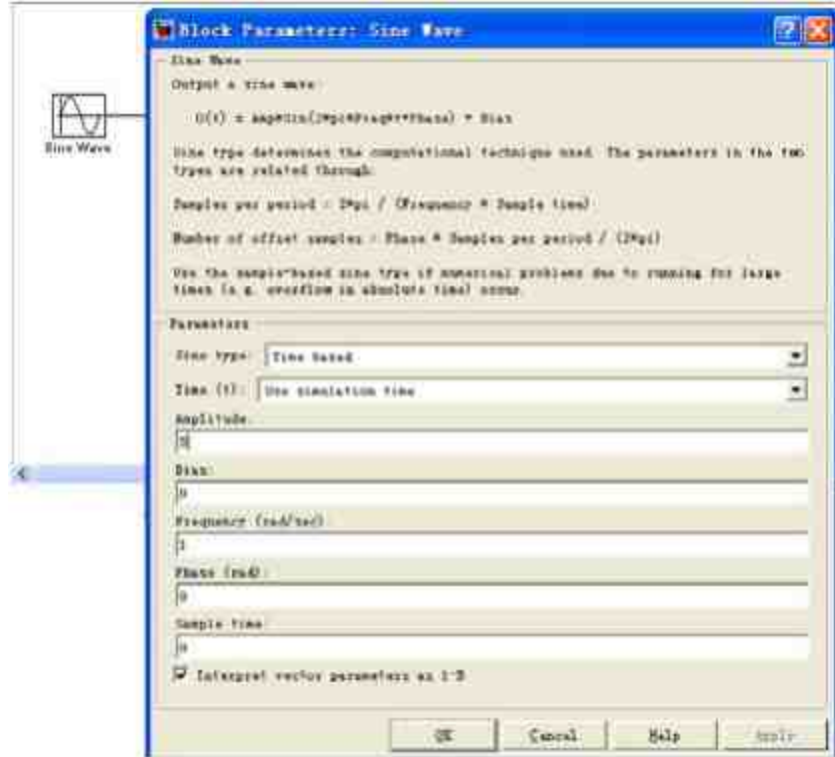 Block Parameters: Sine Wave
Sine Wave
Sine Wave
Output a sine wave:
O(t) = Amp*Sin(2*pi*Freq*t+Phase) + Bias
Sine type determines the computational technique used. The parameters in the two
types are related through:
Samples per period = 2*pi / (Frequency * Sample time)
Number of offset samples = Phase * Samples per period / (2*pi)
Use the sample-based sine type if numerical problems due to running for large
times (e.g. overflow in absolute time) occur.
Parameters
Sine type: Time based
Time (t): Use simulation time
Amplitude:
5
Bias:
0
Frequency (rad/sec):
1
Phase (rad):
0
Sample time:
0
Interpret vector parameters as 1-D
OK
Cancel
Help
Apply